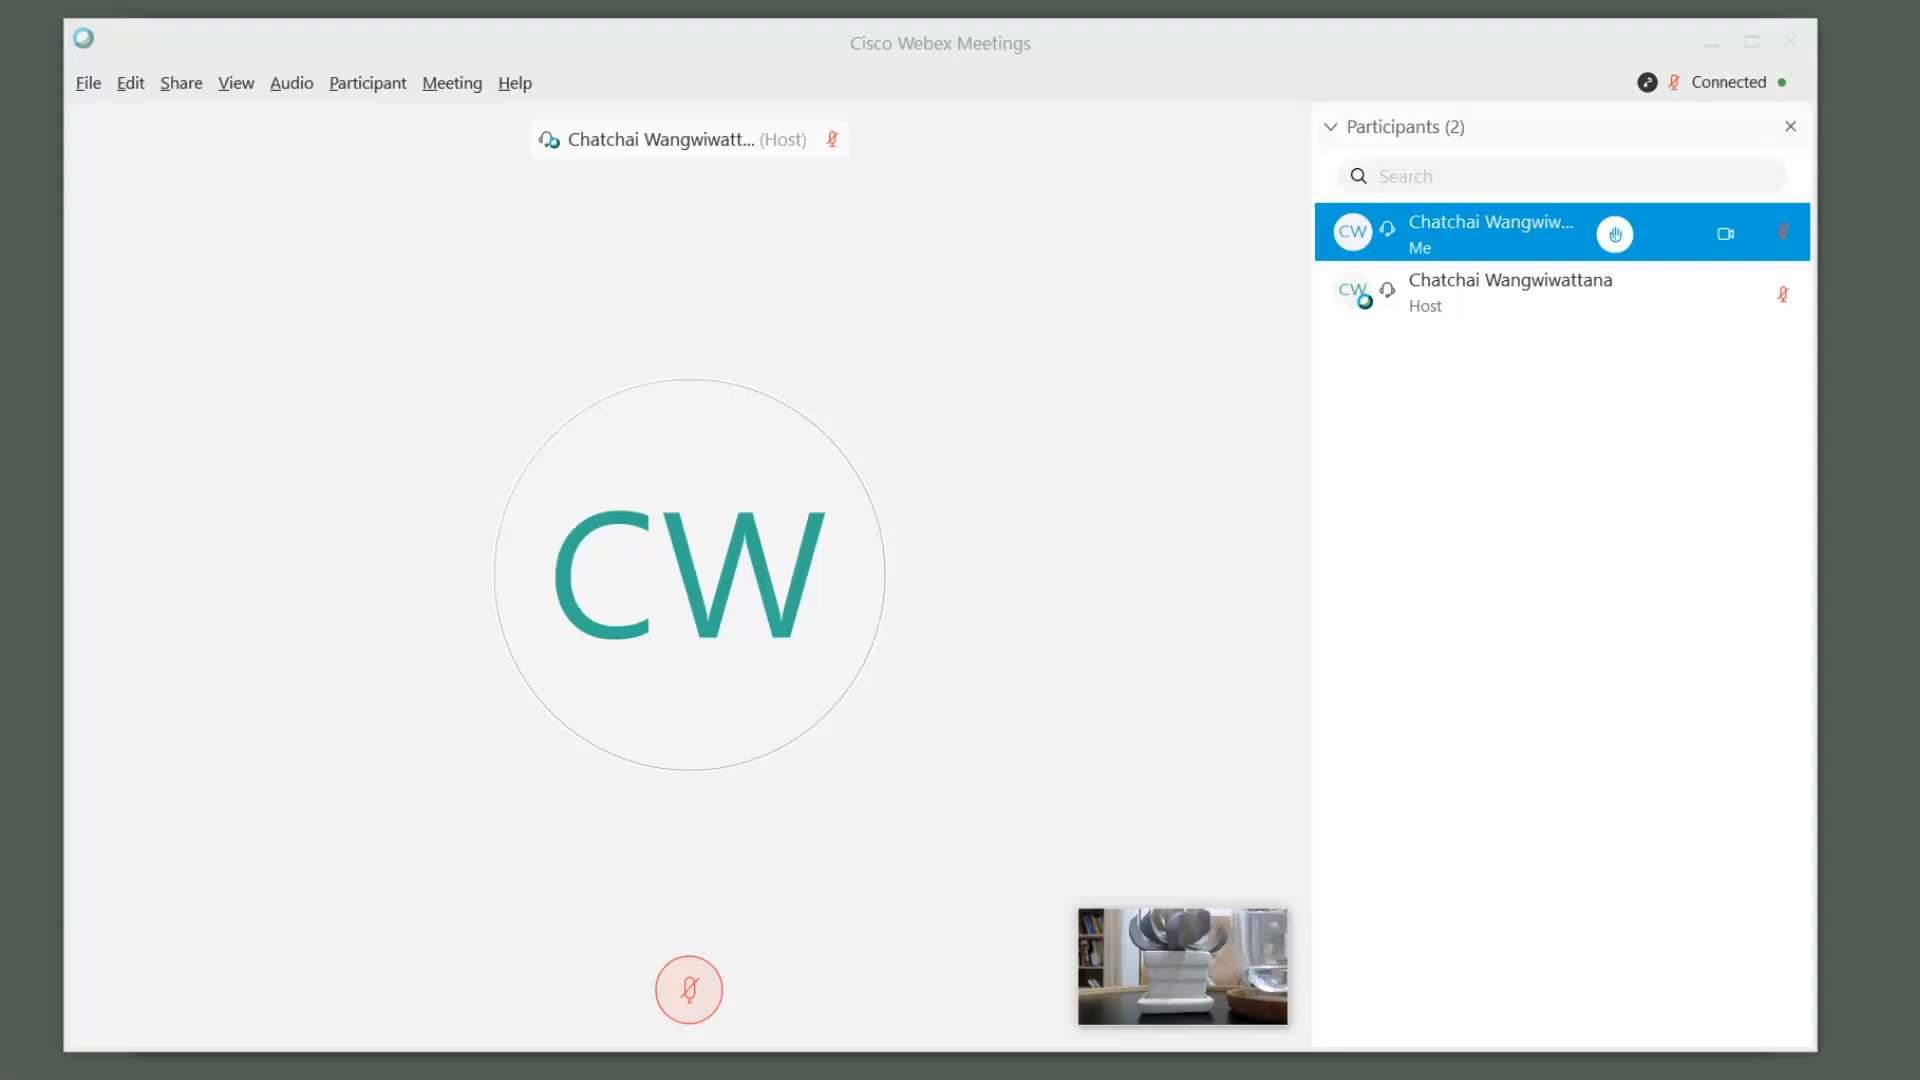 Cisco Webex Meetings
File Edit Share View Audio Participant Meeting Help
Connected
Chatchai Wangwiwatt... (Host)
Participants (2)
Search
CW
Chatchai Wangwiw...
Me
CW
Chatchai Wangwiwattana
Host
CW